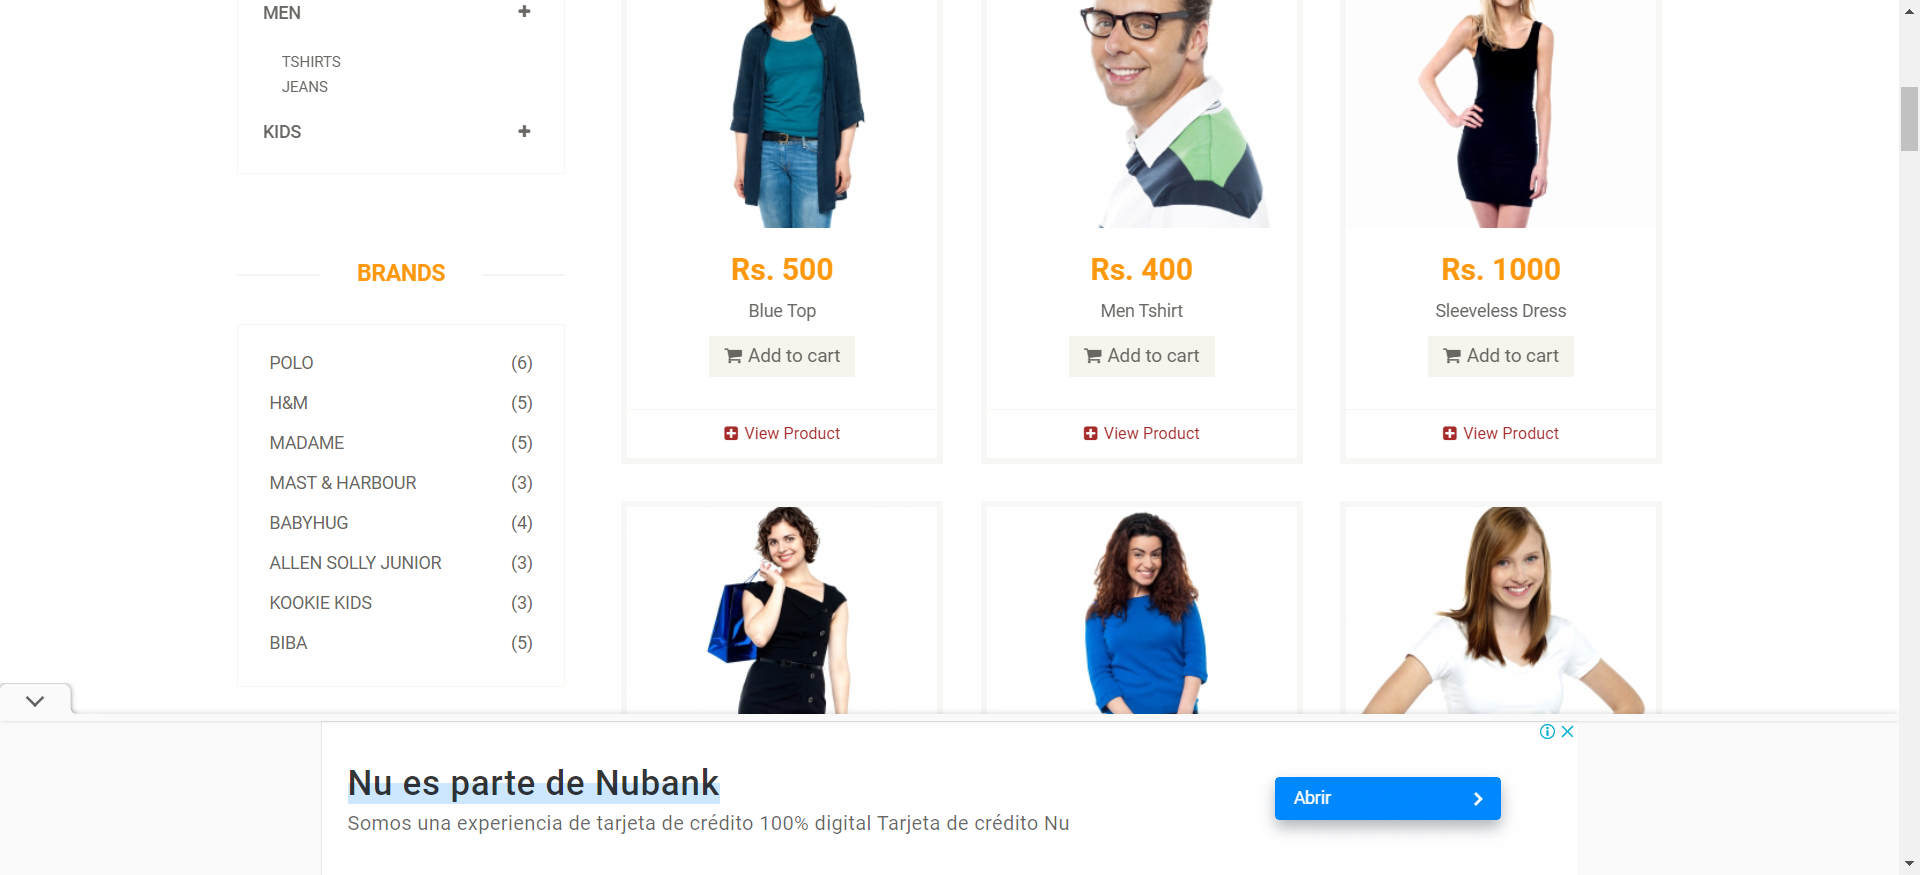 MEN
TSHIRTS
JEANS
KIDS
BRANDS
POLO (6)
H&M (5)
MADAME (5)
MAST & HARBOUR (3)
BABYHUG (4)
ALLEN SOLLY JUNIOR (3)
KOOKIE KIDS (3)
BIBA (5)
Rs. 500
Blue Top
Add to cart
View Product
Rs. 400
Men Tshirt
Add to cart
View Product
Rs. 1000
Sleeveless Dress
Add to cart
View Product
Nu es parte de Nubank
Somos una experiencia de tarjeta de crédito 100% digital Tarjeta de crédito Nu
Abrir